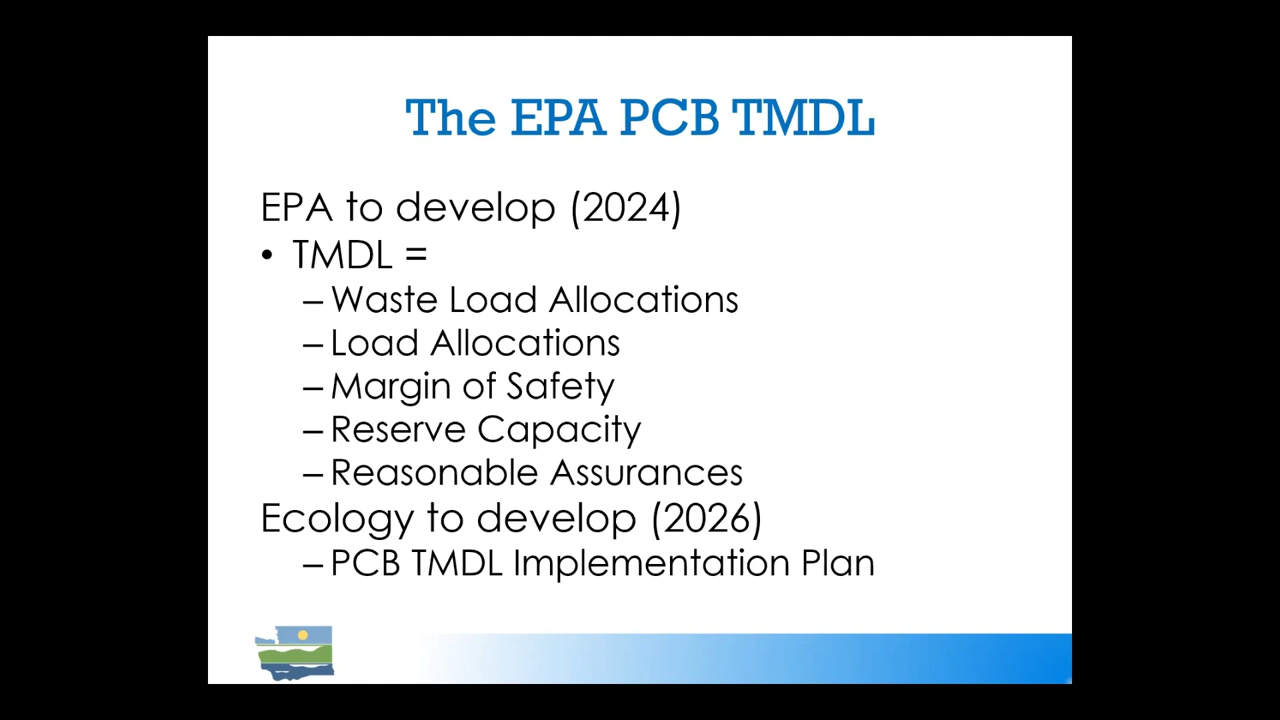 The EPA PCB TMDL
EPA to develop (2024)
• TMDL =
– Waste Load Allocations
– Load Allocations
– Margin of Safety
– Reserve Capacity
– Reasonable Assurances
Ecology to develop (2026)
– PCB TMDL Implementation Plan